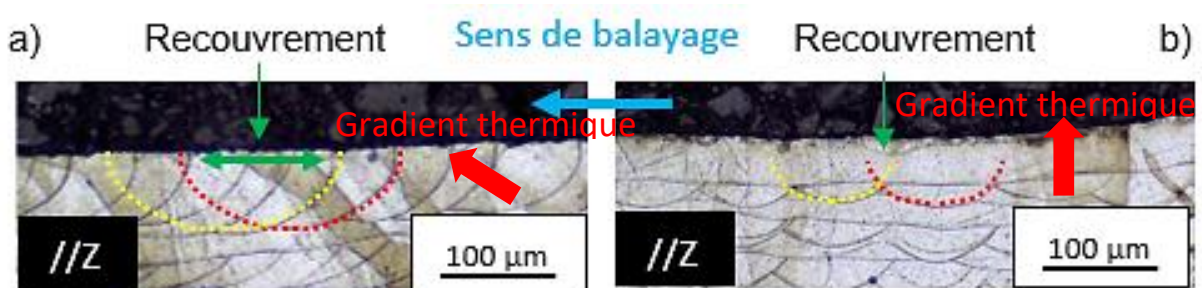 a) Recouvrement Sens de balayage Recouvrement b)
Gradient thermique Gradient thermique
//Z 100 µm //Z 100 µm